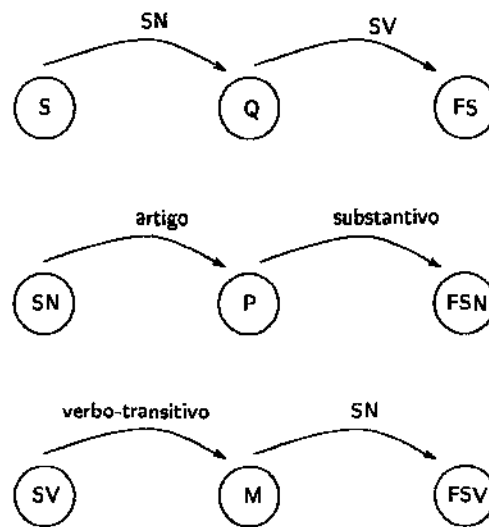 SN SV
S Q FS
artigo substantivo
SN P FSN
verbo-transitivo SN
SV M FSV